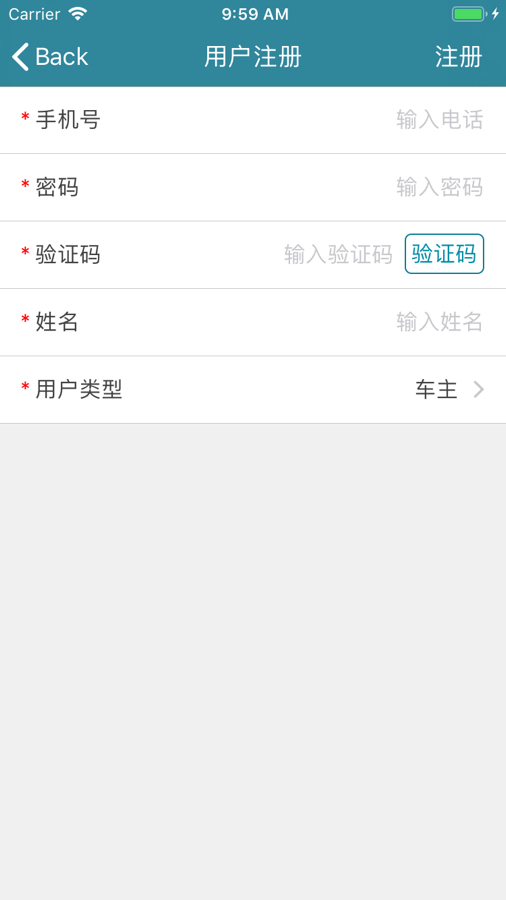 Carrier 9:59 AM
Back 用户注册 注册
* 手机号 输入电话
* 密码 输入密码
* 验证码 输入验证码 验证码
* 姓名 输入姓名
* 用户类型 车主